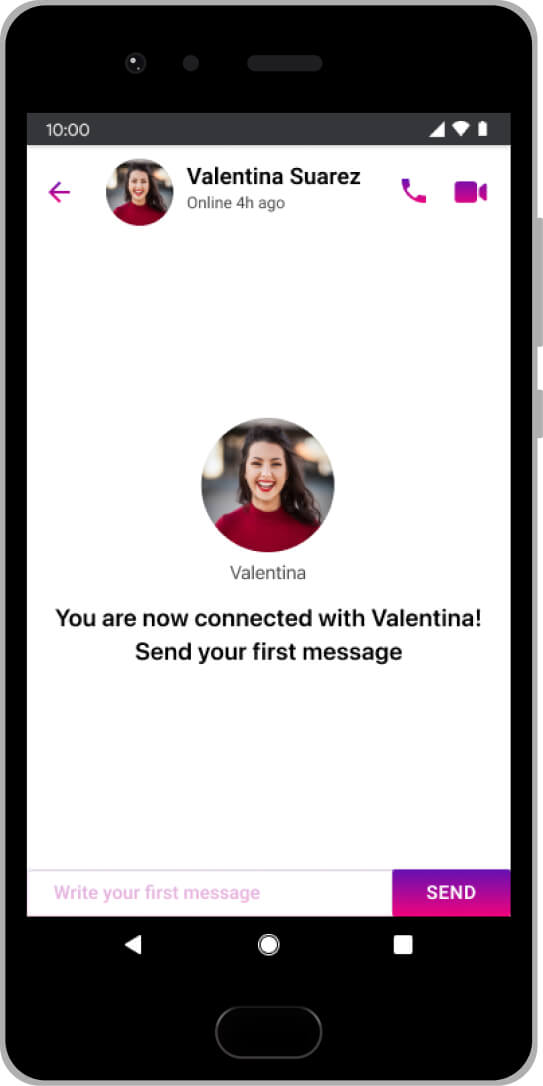 10:00
Valentina Suarez
Online 4h ago
Valentina
You are now connected with Valentina!
Send your first message
Write your first message
SEND